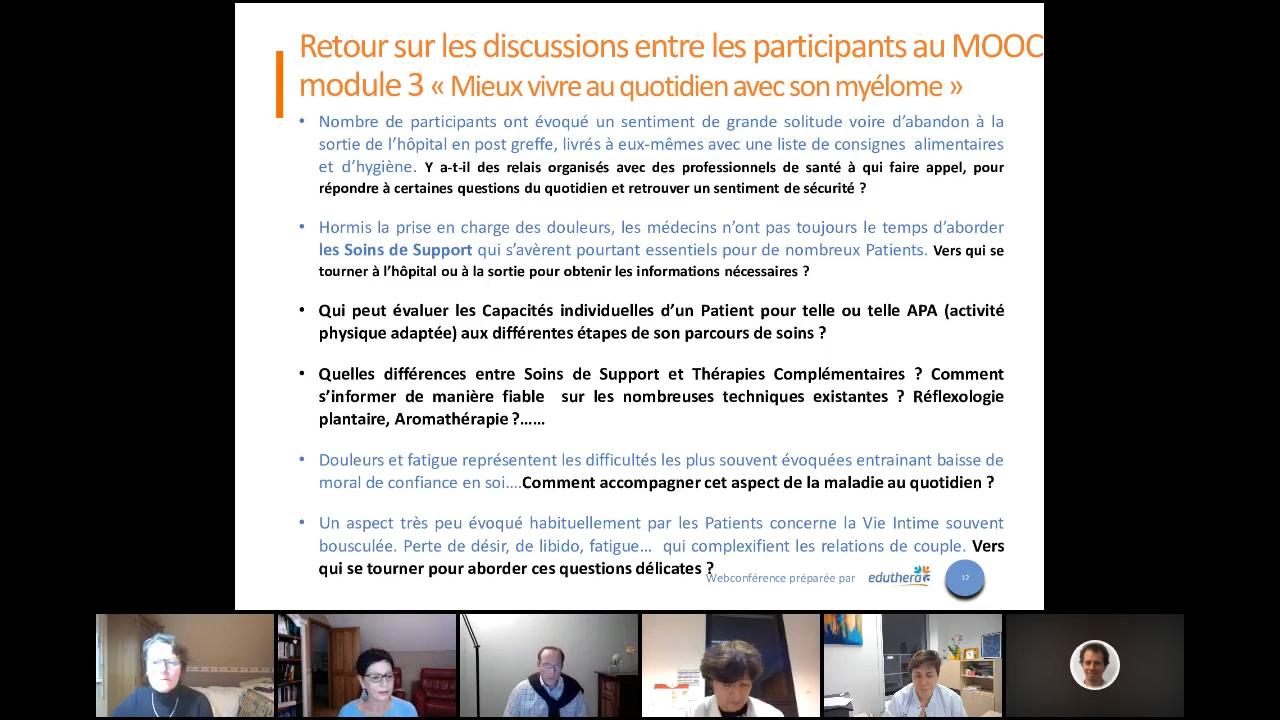 Retour sur les discussions entre les participants au MOOC
module 3 « Mieux vivre au quotidien avec son myélome »
• Nombre de participants ont évoqué un sentiment de grande solitude voire d'abandon à la
sortie de l'hôpital en post greffe, livrés à eux-mêmes avec une liste de consignes alimentaires
et d'hygiène. Y a-t-il des relais organisés avec des professionnels de santé à qui faire appel, pour
répondre à certaines questions du quotidien et retrouver un sentiment de sécurité ?
• Hormis la prise en charge des douleurs, les médecins n'ont pas toujours le temps d'aborder
les Soins de Support qui s'avèrent pourtant essentiels pour de nombreux Patients. Vers qui se
tourner à l'hôpital ou à la sortie pour obtenir les informations nécessaires ?
• Qui peut évaluer les Capacités individuelles d'un Patient pour telle ou telle APA (activité
physique adaptée) aux différentes étapes de son parcours de soins ?
• Quelles différences entre Soins de Support et Thérapies Complémentaires ? Comment
s'informer de manière fiable sur les nombreuses techniques existantes ? Réflexologie
plantaire, Aromathérapie ?……
• Douleurs et fatigue représentent les difficultés les plus souvent évoquées entrainant baisse de
moral de confiance en soi….Comment accompagner cet aspect de la maladie au quotidien ?
• Un aspect très peu évoqué habituellement par les Patients concerne la Vie Intime souvent
bousculée. Perte de désir, de libido, fatigue… qui complexifient les relations de couple. Vers
qui se tourner pour aborder ces questions délicates ?
Webconférence préparée par eduthera 12